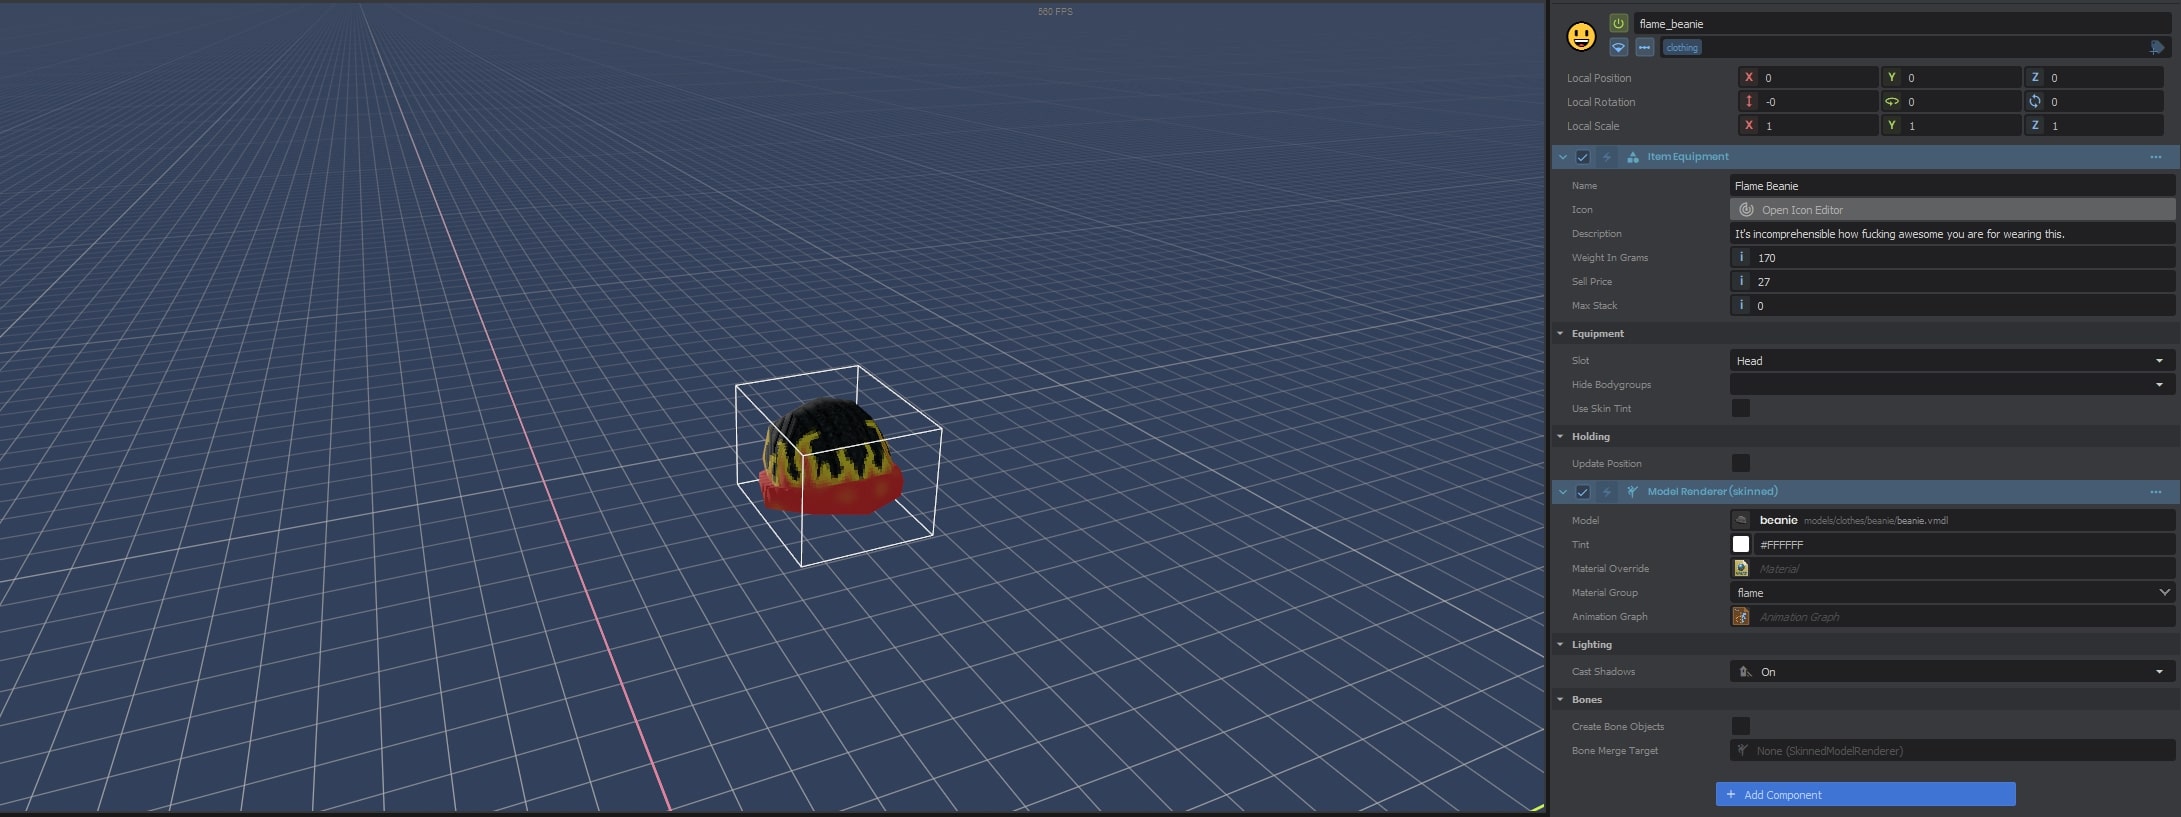 560 FPS
flame_beanie
clothing
Local Position X 0 Y 0 Z 0
Local Rotation -0 0 0
Local Scale X 1 Y 1 Z 1
Item Equipment
Name Flame Beanie
Icon Open Icon Editor
Description It's incomprehensible how fucking awesome you are for wearing this.
Weight In Grams i 170
Sell Price i 27
Max Stack i 0
Equipment
Slot Head
Hide Bodygroups
Use Skin Tint
Holding
Update Position
Model Renderer (skinned)
Model beanie models/clothes/beanie/beanie.vmdl
Tint #FFFFFF
Material Override Material
Material Group flame
Animation Graph Animation Graph
Lighting
Cast Shadows On
Bones
Create Bone Objects
Bone Merge Target None (SkinnedModelRenderer)
+ Add Component